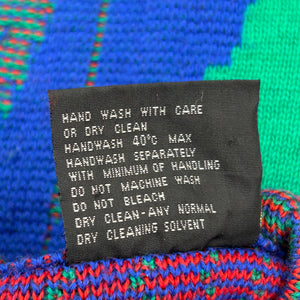 HAND WASH WITH CARE
OR DRY CLEAN
HANDWASH 40°C MAX
HANDWASH SEPARATELY
WITH MINIMUM OF HANDLING
DO NOT MACHINE WASH
DO NOT BLEACH
DRY CLEAN-ANY NORMAL
DRY CLEANING SOLVENT